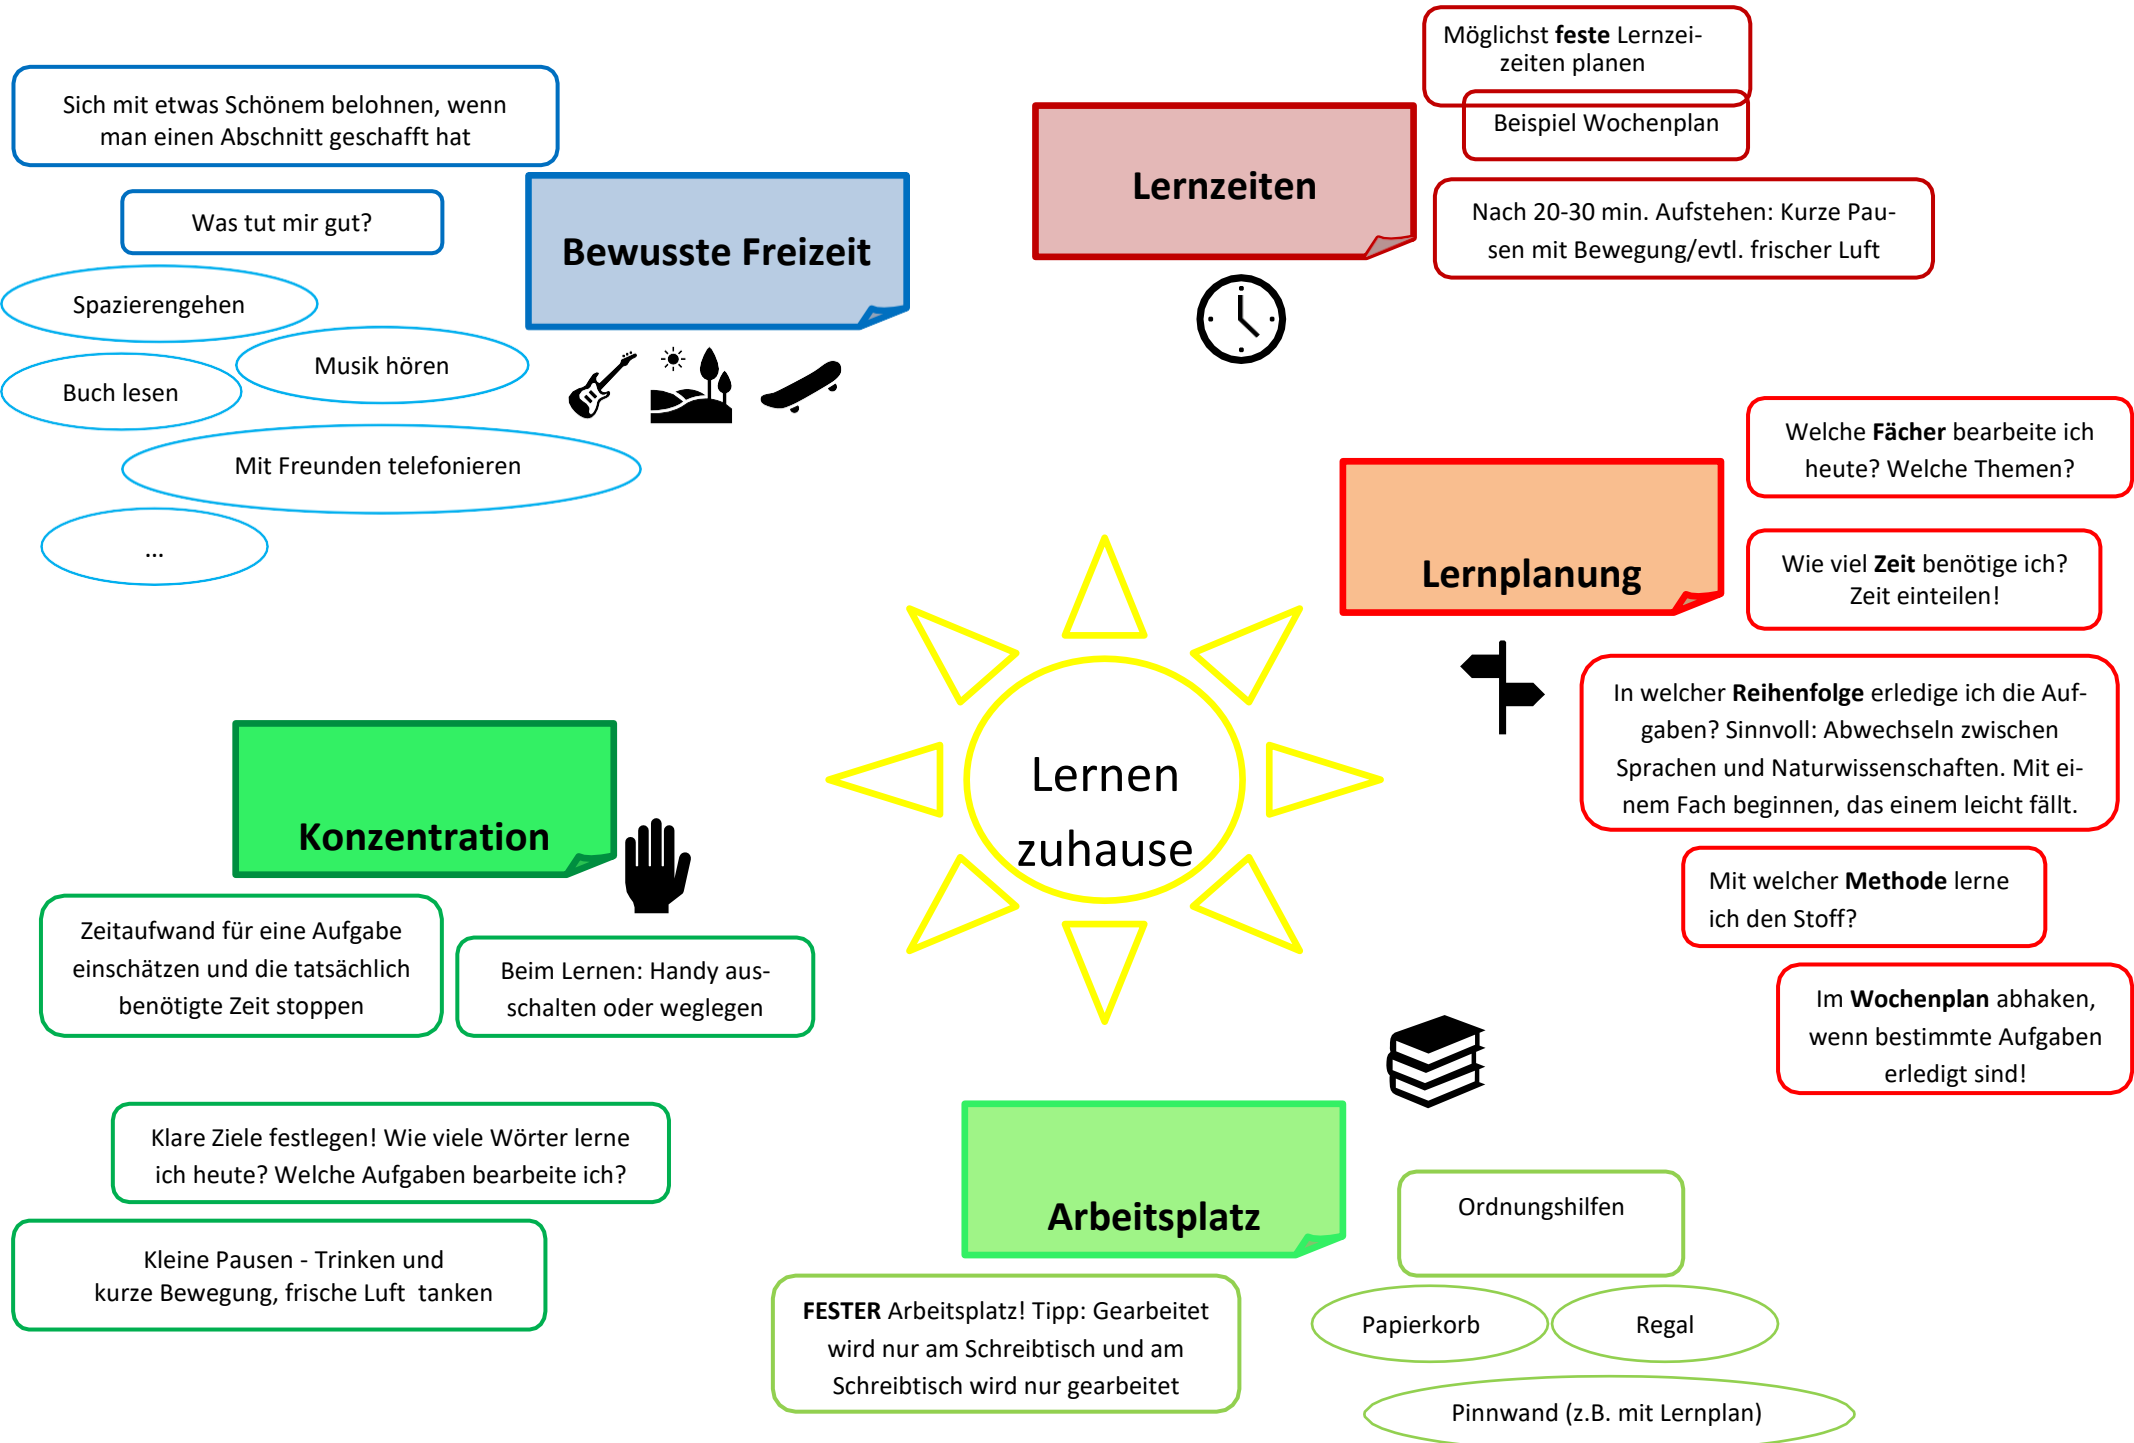 Möglichst feste Lernzei-
zeiten planen
Beispiel Wochenplan
Lernzeiten
Nach 20-30 min. Aufstehen: Kurze Pau-
sen mit Bewegung/evtl. frischer Luft
Sich mit etwas Schönem belohnen, wenn
man einen Abschnitt geschafft hat
Was tut mir gut?
Bewusste Freizeit
Spazierengehen
Musik hören
Buch lesen
Mit Freunden telefonieren
...
Welche Fächer bearbeite ich
heute? Welche Themen?
Lernplanung
Wie viel Zeit benötige ich?
Zeit einteilen!
In welcher Reihenfolge erledige ich die Auf-
gaben? Sinnvoll: Abwechseln zwischen
Sprachen und Naturwissenschaften. Mit ei-
nem Fach beginnen, das einem leicht fällt.
Mit welcher Methode lerne
ich den Stoff?
Im Wochenplan abhaken,
wenn bestimmte Aufgaben
erledigt sind!
Lernen
zuhause
Konzentration
Zeitaufwand für eine Aufgabe
einschätzen und die tatsächlich
benötigte Zeit stoppen
Beim Lernen: Handy aus-
schalten oder weglegen
Klare Ziele festlegen! Wie viele Wörter lerne
ich heute? Welche Aufgaben bearbeite ich?
Kleine Pausen - Trinken und
kurze Bewegung, frische Luft tanken
Arbeitsplatz
FESTER Arbeitsplatz! Tipp: Gearbeitet
wird nur am Schreibtisch und am
Schreibtisch wird nur gearbeitet
Ordnungshilfen
Papierkorb
Regal
Pinnwand (z.B. mit Lernplan)